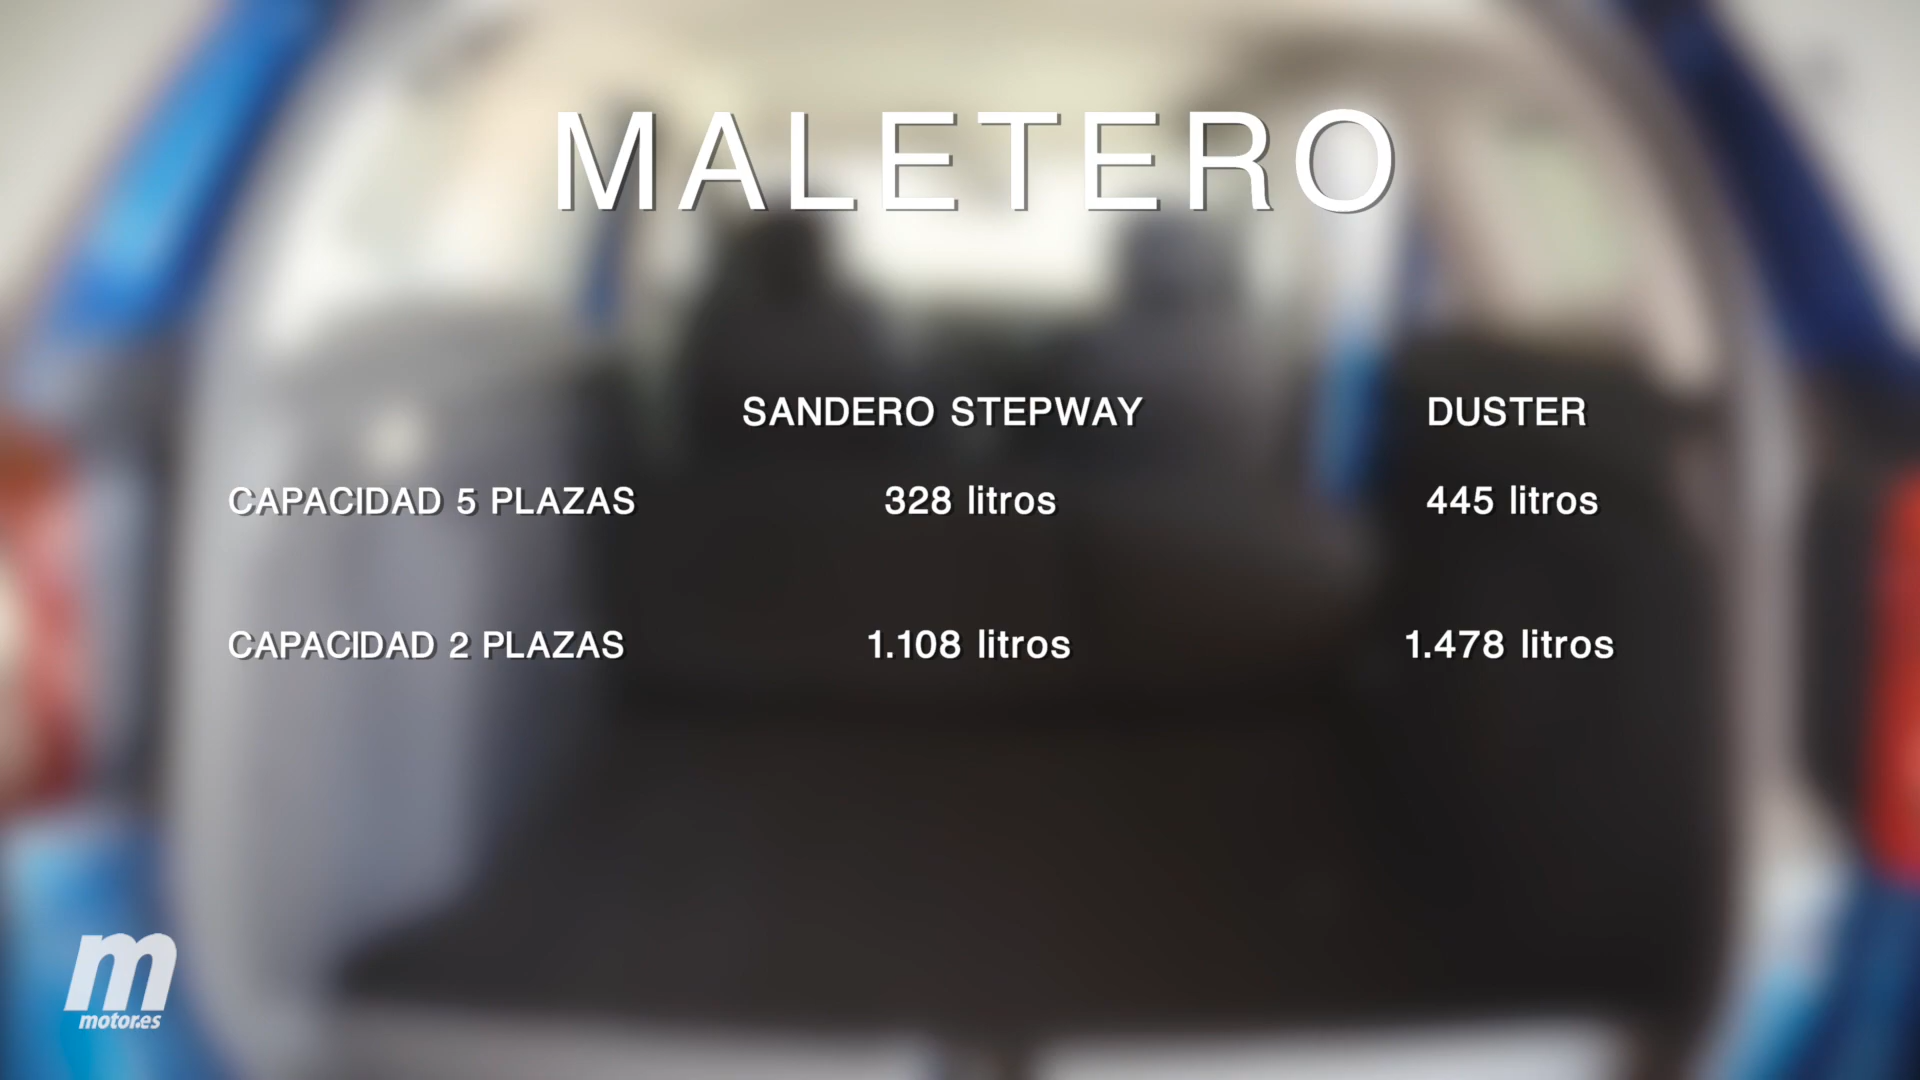 MALETERO
SANDERO STEPWAY DUSTER
CAPACIDAD 5 PLAZAS 328 litros 445 litros
CAPACIDAD 2 PLAZAS 1.108 litros 1.478 litros
m
motor.es